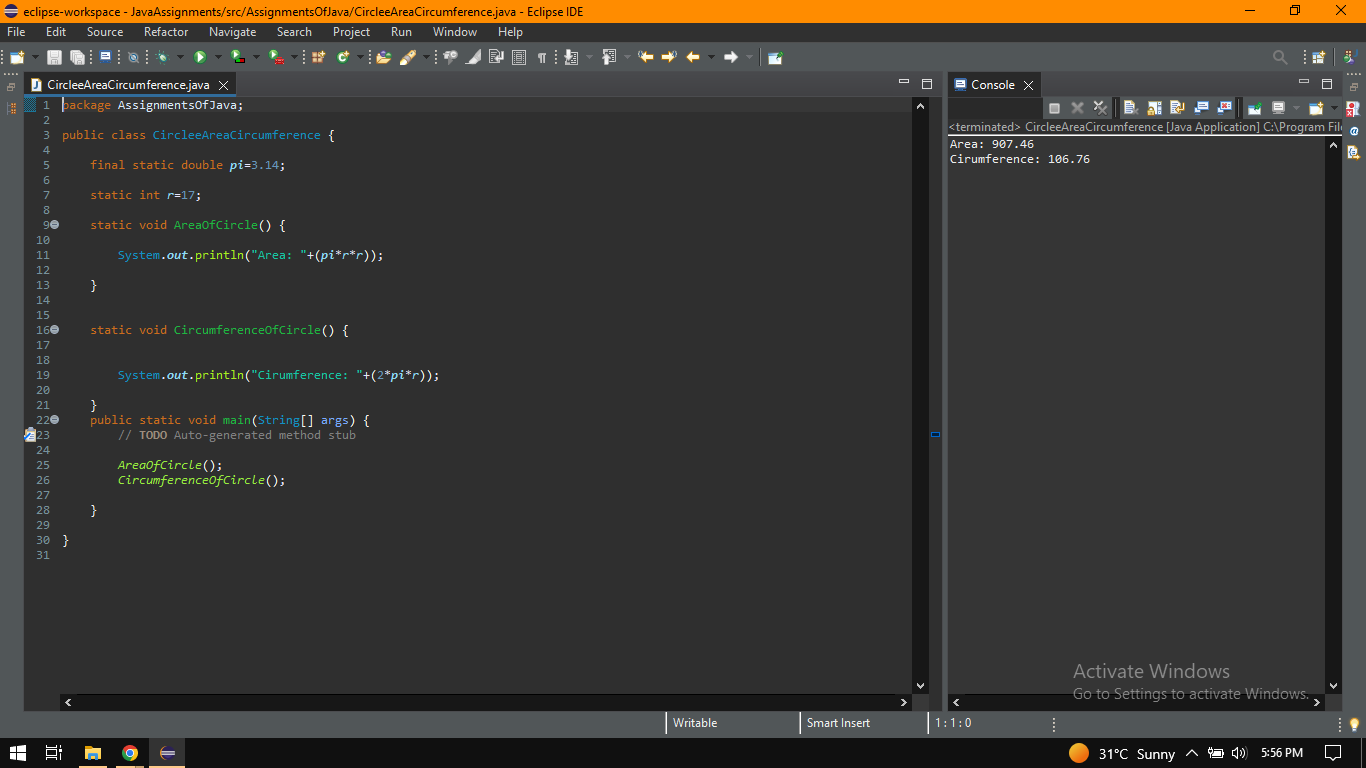 eclipse-workspace - JavaAssignments/src/AssignmentsOfJava/CircleeAreaCircumference.java - Eclipse IDE
File Edit Source Refactor Navigate Search Project Run Window Help
CircleeAreaCircumference.java
1 package AssignmentsOfJava;
2
3 public class CircleeAreaCircumference {
4
5 final static double pi=3.14;
6
7 static int r=17;
8
9 static void AreaOfCircle() {
10
11 System.out.println("Area: "+(pi*r*r));
12
13 }
14
15
16 static void CircumferenceOfCircle() {
17
18
19 System.out.println("Cirumference: "+(2*pi*r));
20
21 }
22 public static void main(String[] args) {
23 // TODO Auto-generated method stub
24
25 AreaOfCircle();
26 CircumferenceOfCircle();
27
28 }
29
30 }
31
Console
<terminated> CircleeAreaCircumference [Java Application] C:\Program File
Area: 907.46
Cirumference: 106.76
Activate Windows
Go to Settings to activate Windows.
Writable Smart Insert 1 : 1 : 0
31°C Sunny 5:56 PM